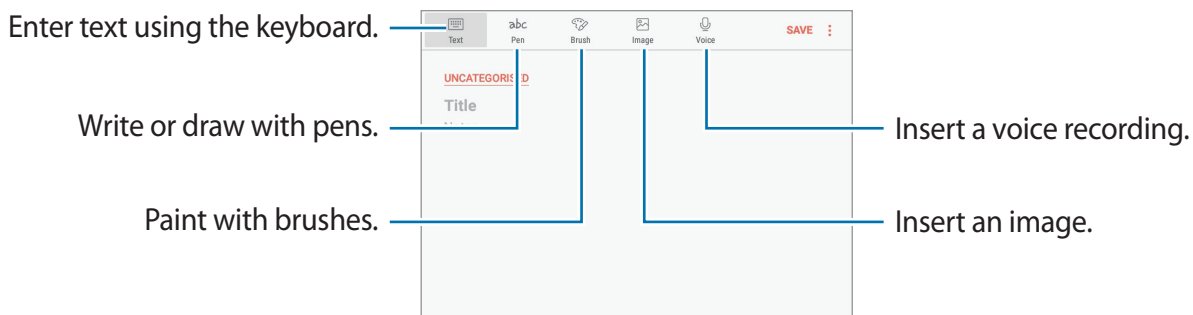 Enter text using the keyboard.
Text
Pen
Brush
Image
Voice
SAVE
abc
UNCATEGORISED
Title
Write or draw with pens.
Insert a voice recording.
Paint with brushes.
Insert an image.